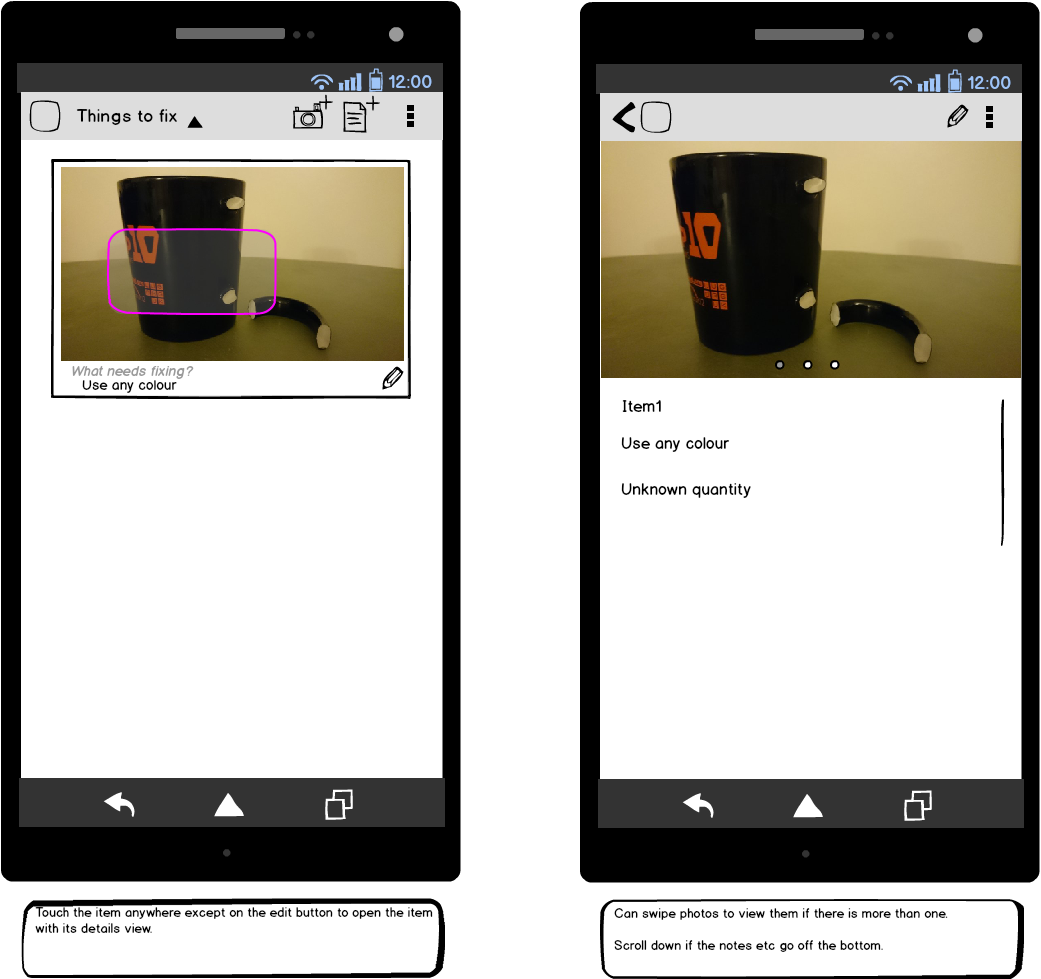 12:00
Things to fix
10
What needs fixing?
Use any colour
Touch the item anywhere except on the edit button to open the item
with its details view.
12:00
10
Item1
Use any colour
Unknown quantity
Can swipe photos to view them if there is more than one.
Scroll down if the notes etc go off the bottom.